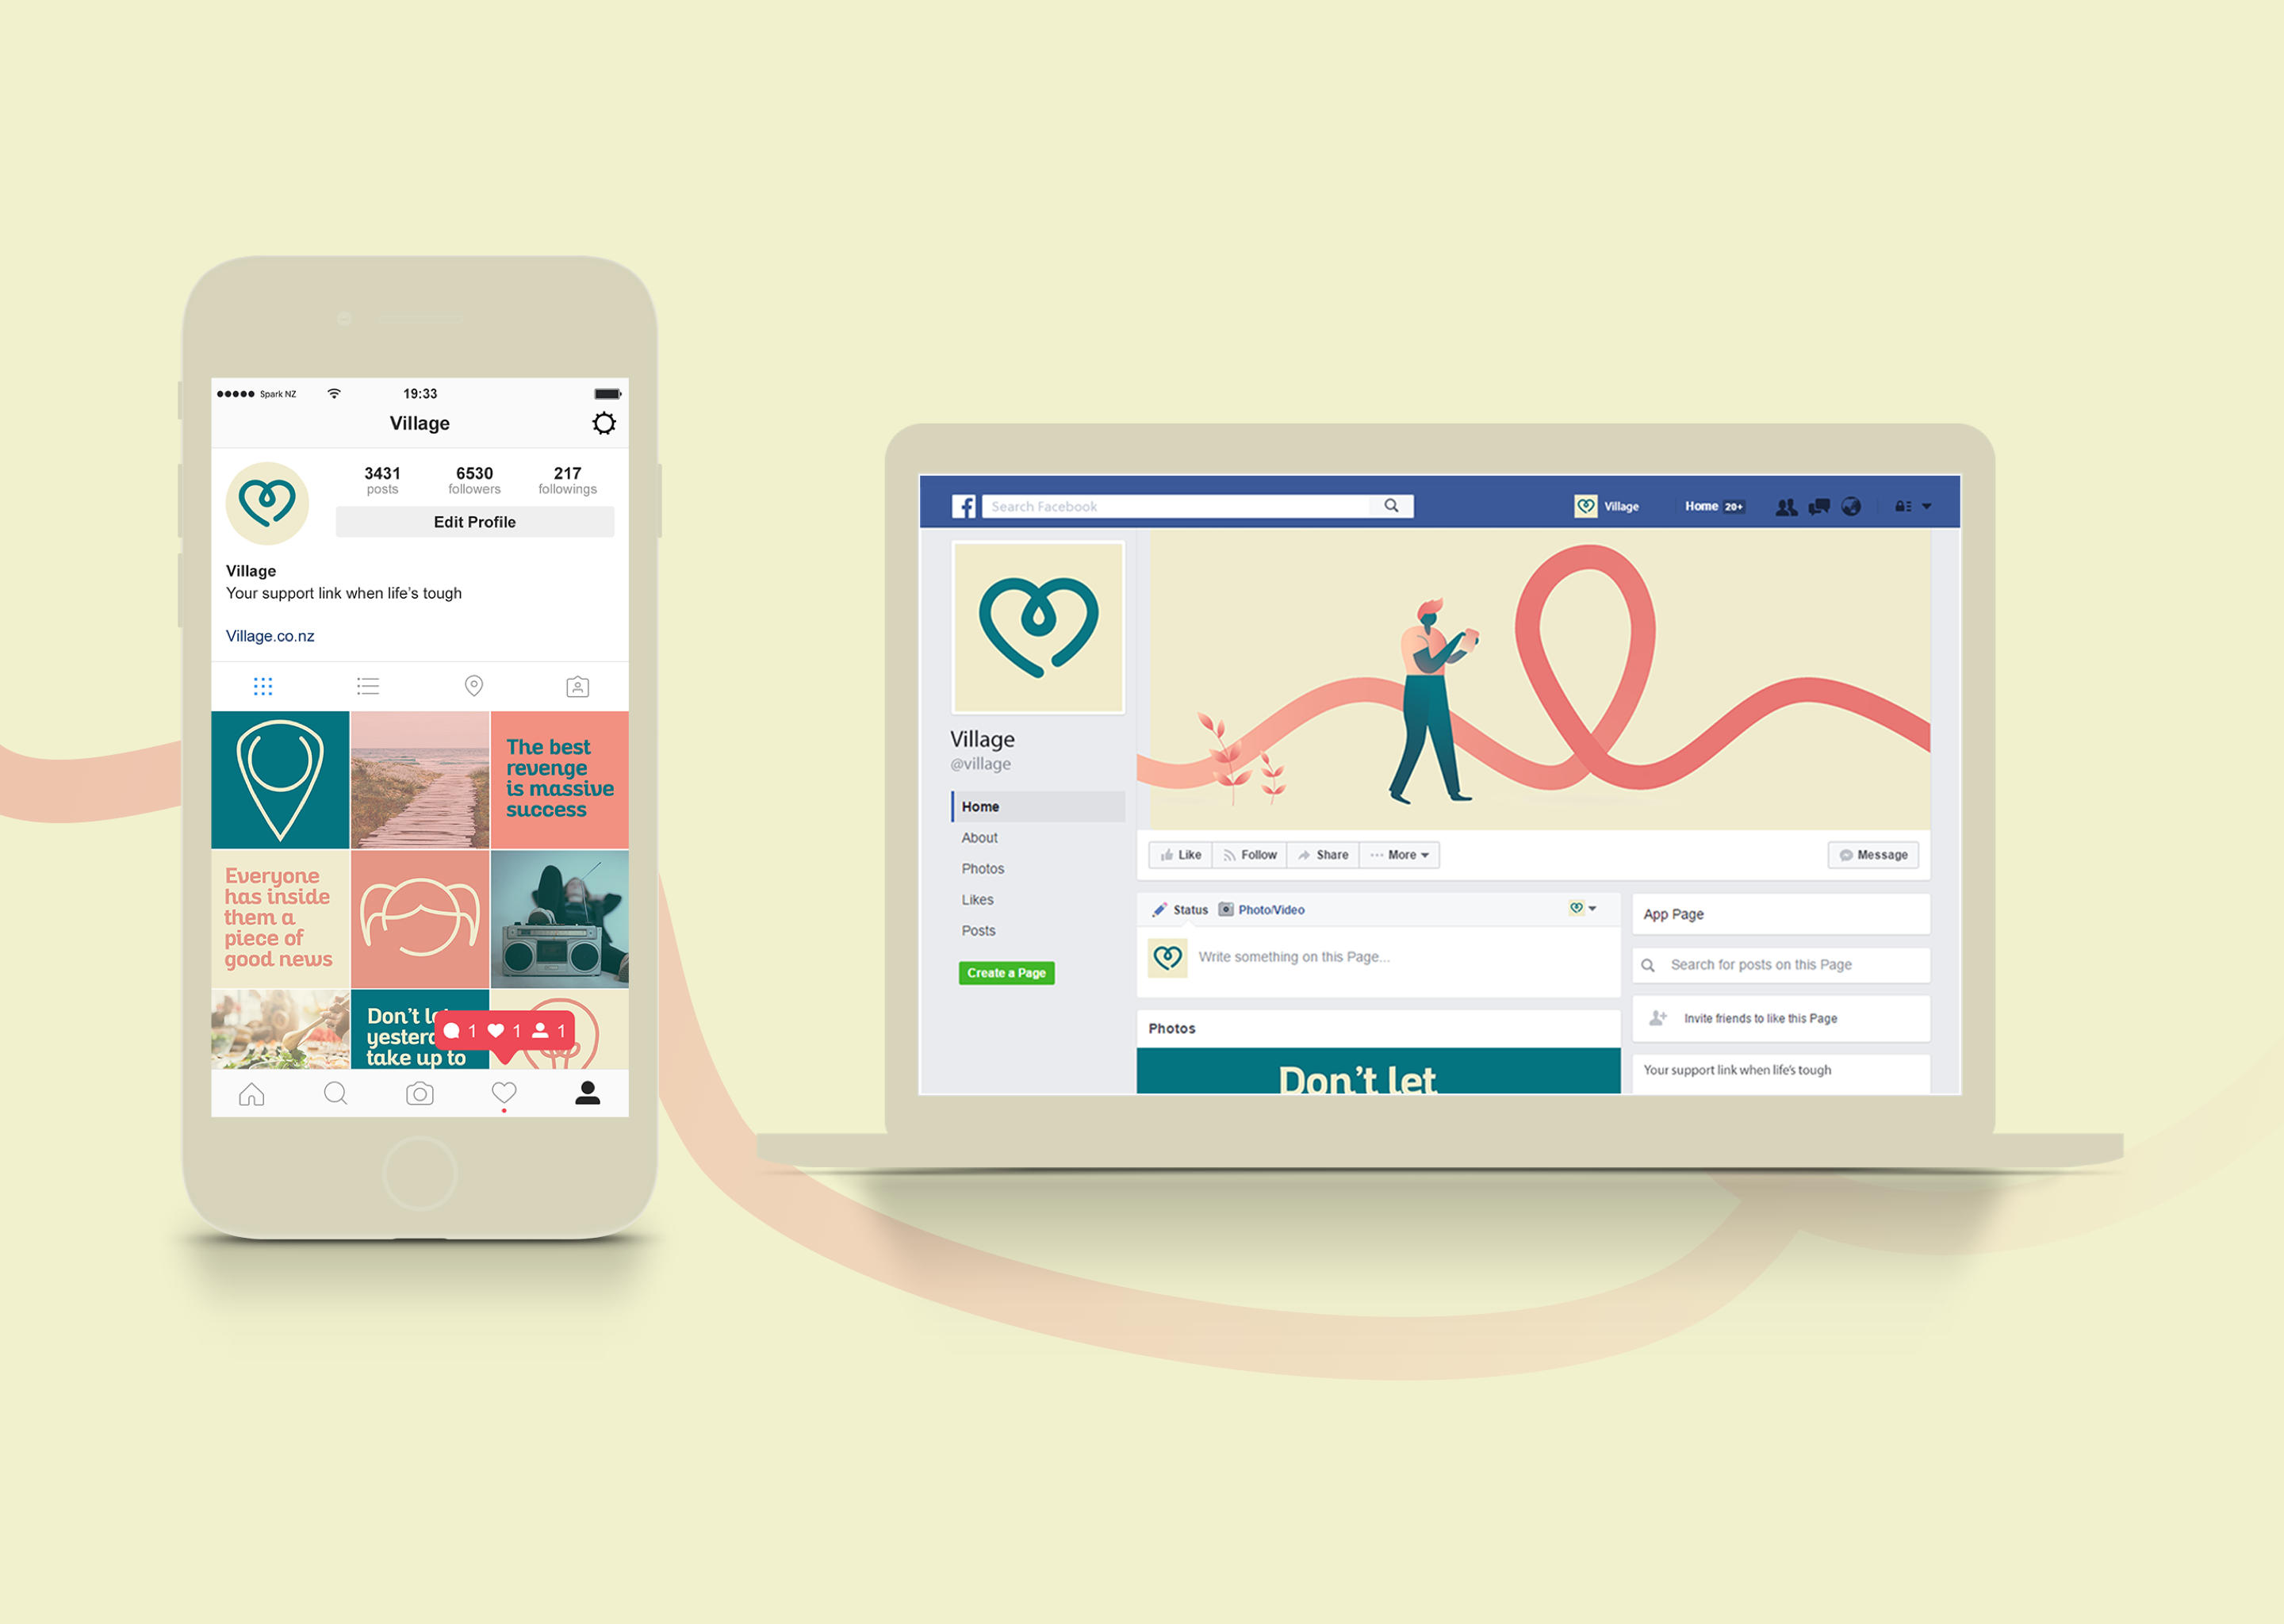 Spark NZ
19:33
Village
3431
6530
217
posts
followers
followings
Edit Profile
Village
Your support link when life's tough
Village.co.nz
The best
revenge
is massive
success
Everyone
has inside
them a
piece of
good news
Don't
take up to
1 1 1
Search Facebook
Village
Home 20+
Village
@village
Home
About
Photos
Likes
Posts
Create a Page
Like
Follow
Share
More
Message
Status
Photo/Video
Write something on this Page...
Photos
Don't let
App Page
Search for posts on this Page
Invite friends to like this Page
Your support link when life's tough